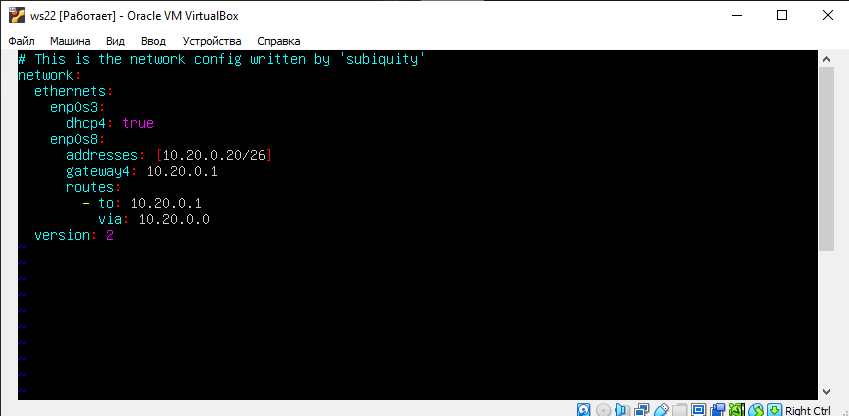 ws22 [Работает] - Oracle VM VirtualBox
Файл Машина Вид Ввод Устройства Справка
# This is the network config written by 'subiquity'
network:
  ethernets:
    enp0s3:
      dhcp4: true
    enp0s8:
      addresses: [10.20.0.20/26]
      gateway4: 10.20.0.1
      routes:
        - to: 10.20.0.1
          via: 10.20.0.0
  version: 2
~
~
~
~
~
~
~
~
~
~
Right Ctrl